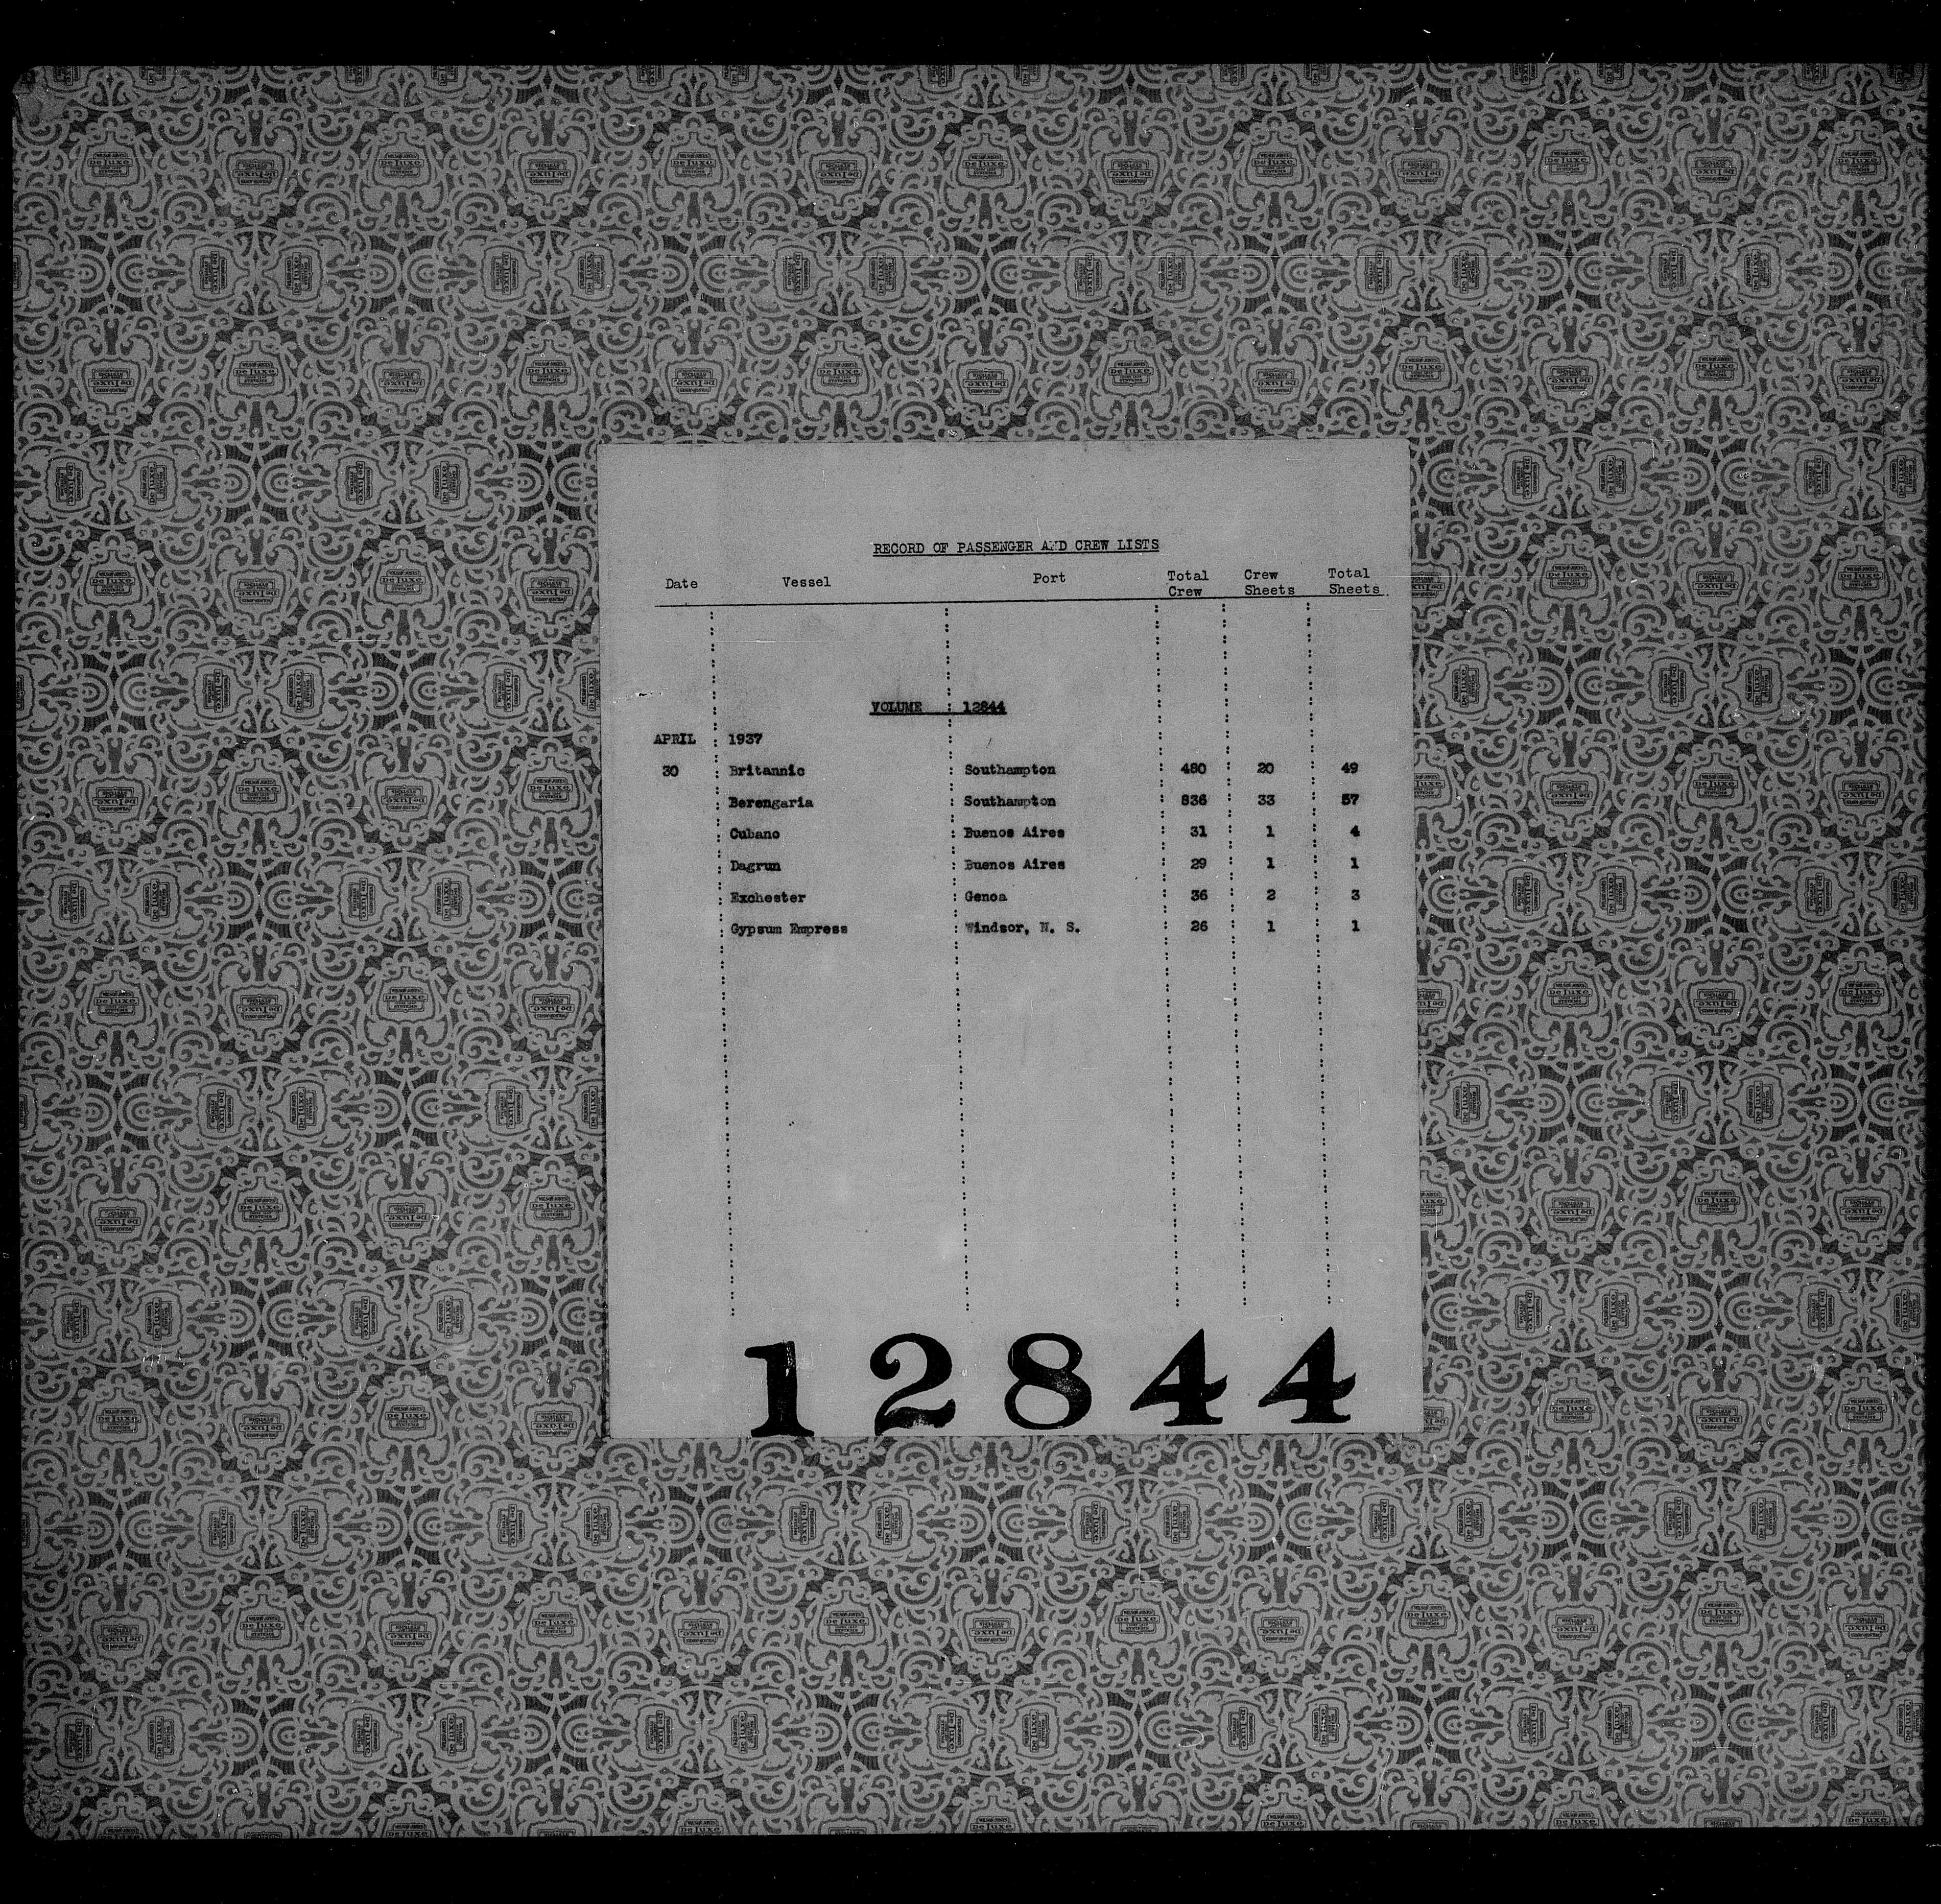 RECORD OF PASSENGER AND CREW LISTS
Date Vessel Port Total Crew Crew Sheets Total Sheets
VOLUME : 12844
APRIL : 1937
30 : Britannic : Southampton : 480 : 20 : 49
: Berengaria : Southampton : 836 : 33 : 57
: Cubano : Buenos Aires : 31 : 1 : 4
: Dagrun : Buenos Aires : 29 : 1 : 1
: Exchester : Genoa : 36 : 2 : 3
: Gypsum Empress : Windsor, N. S. : 26 : 1 : 1
12844